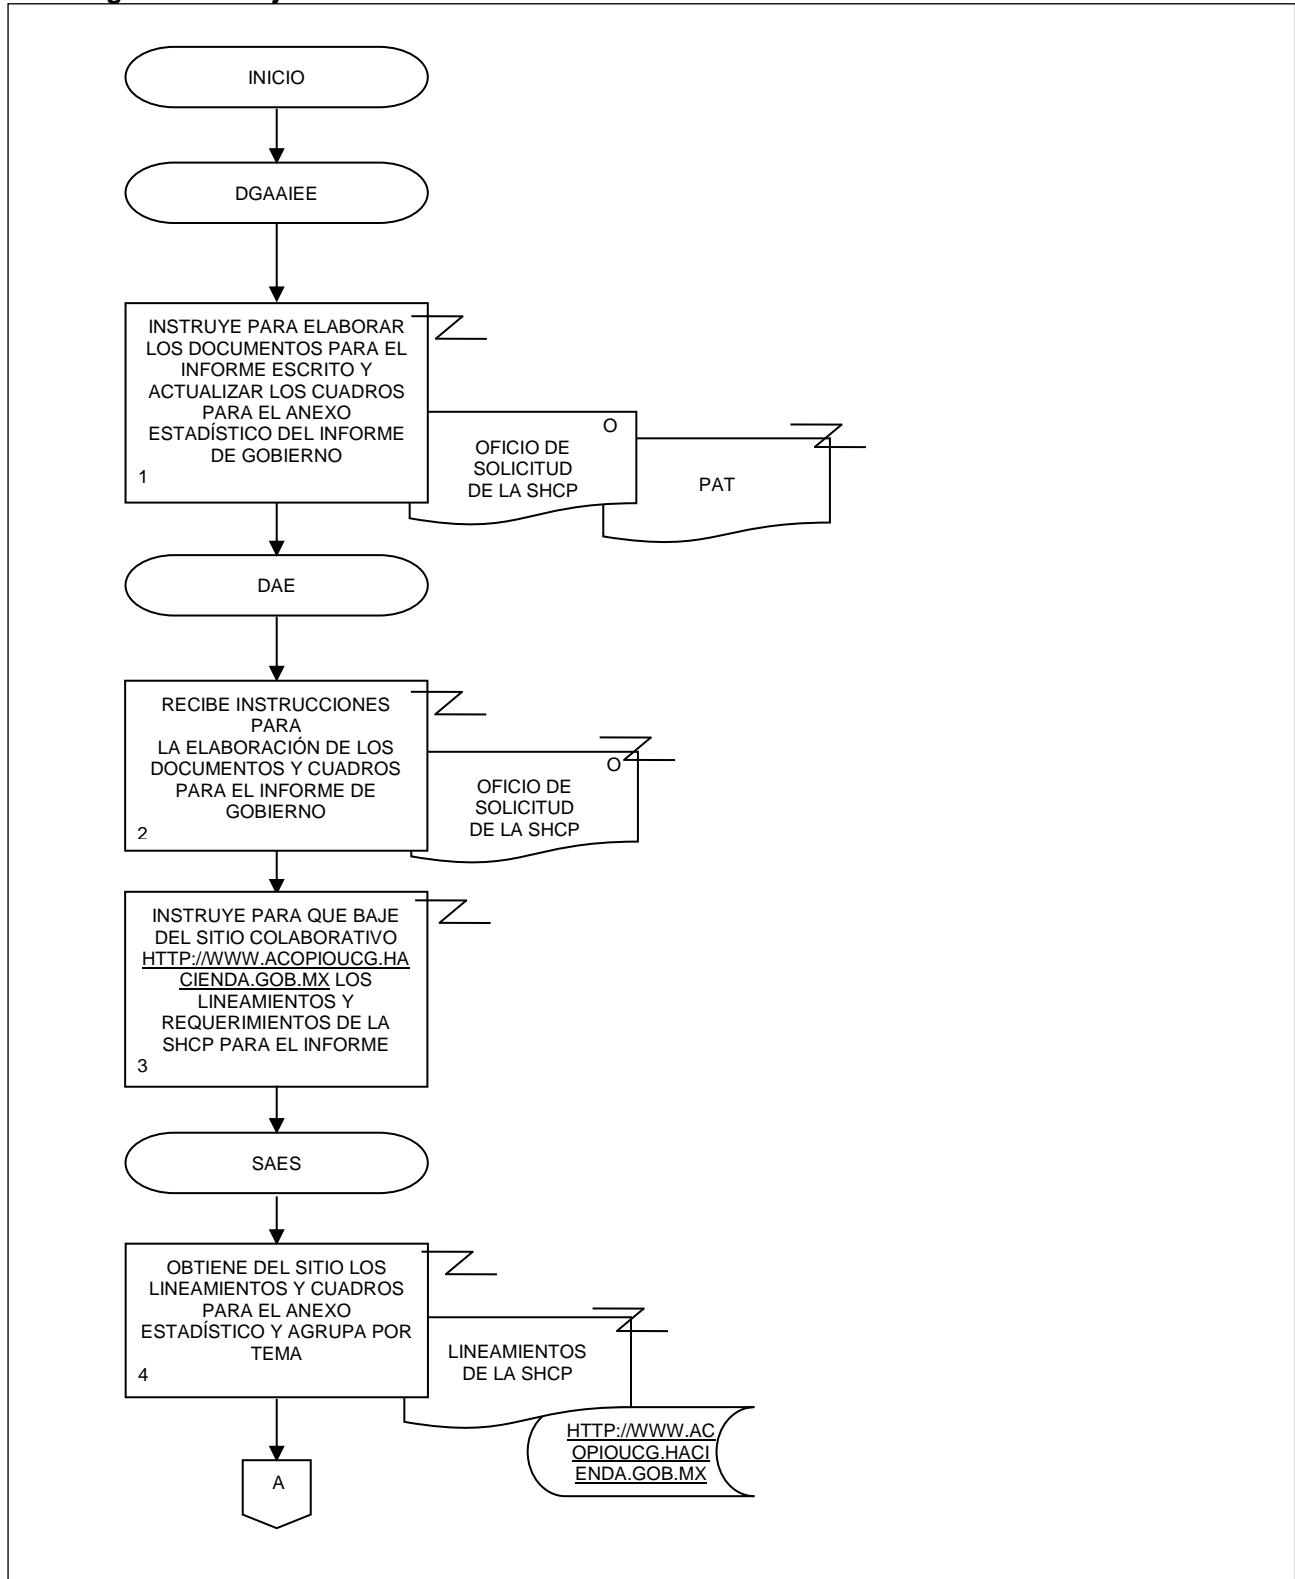 INICIO
DGAAIEE
INSTRUYE PARA ELABORAR
LOS DOCUMENTOS PARA EL
INFORME ESCRITO Y
ACTUALIZAR LOS CUADROS
PARA EL ANEXO
ESTADÍSTICO DEL INFORME
DE GOBIERNO
1
O
OFICIO DE
SOLICITUD
DE LA SHCP
PAT
DAE
RECIBE INSTRUCCIONES
PARA
LA ELABORACIÓN DE LOS
DOCUMENTOS Y CUADROS
PARA EL INFORME DE
GOBIERNO
2
O
OFICIO DE
SOLICITUD
DE LA SHCP
INSTRUYE PARA QUE BAJE
DEL SITIO COLABORATIVO
HTTP://WWW.ACOPIOUCG.HA
CIENDA.GOB.MX LOS
LINEAMIENTOS Y
REQUERIMIENTOS DE LA
SHCP PARA EL INFORME
3
SAES
OBTIENE DEL SITIO LOS
LINEAMIENTOS Y CUADROS
PARA EL ANEXO
ESTADÍSTICO Y AGRUPA POR
TEMA
4
LINEAMIENTOS
DE LA SHCP
HTTP://WWW.AC
OPIOUCG.HACI
ENDA.GOB.MX
A